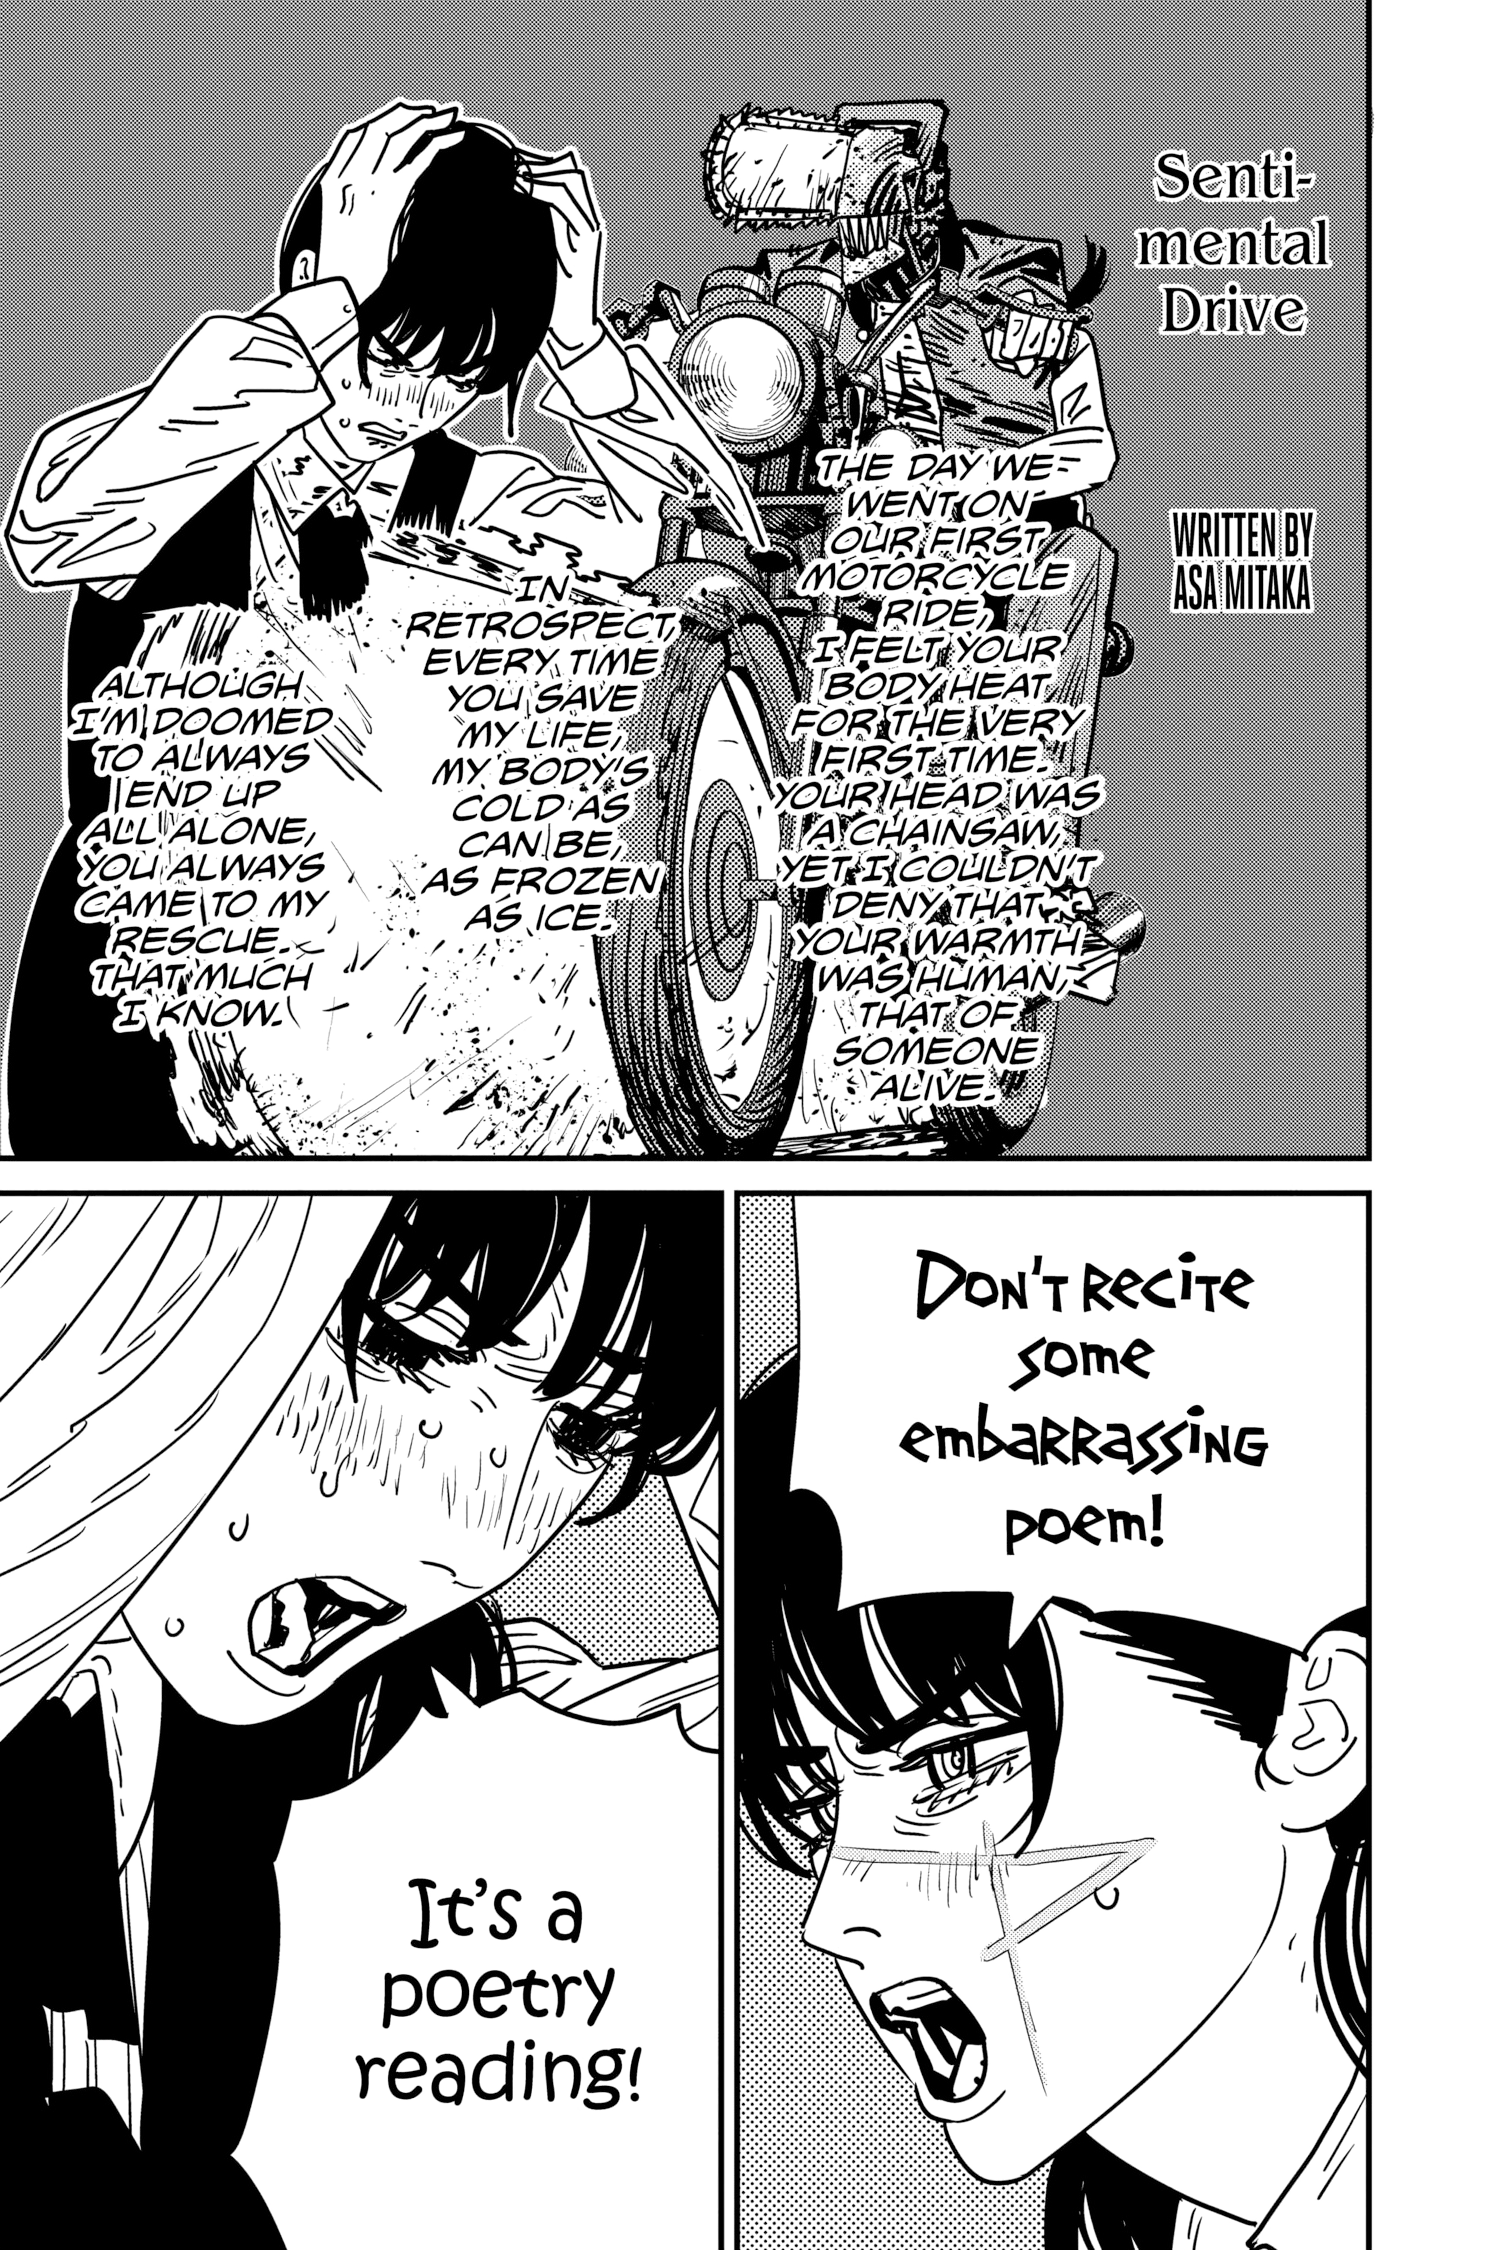 Senti-
mental
Drive
WRITTEN BY
ASA MITAKA
THE DAY WE
WENT ON
OUR FIRST
MOTORCYCLE
RIDE,
I FELT YOUR
BODY HEAT
FOR THE VERY
FIRST TIME.
YOUR HEAD WAS
A CHAINSAW,
YET I COULDN'T
DENY THAT
YOUR WARMTH
WAS HUMAN,
THAT OF
SOMEONE
ALIVE.
IN
RETROSPECT,
EVERY TIME
YOU SAVE
MY LIFE,
MY BODY'S
COLD AS
CAN BE,
AS FROZEN
AS ICE.
ALTHOUGH
I'M DOOMED
TO ALWAYS
END UP
ALL ALONE,
YOU ALWAYS
CAME TO MY
RESCUE.
THAT MUCH
I KNOW.
DON'T RECITE
some
embarrassing
poem!
It's a
poetry
reading!